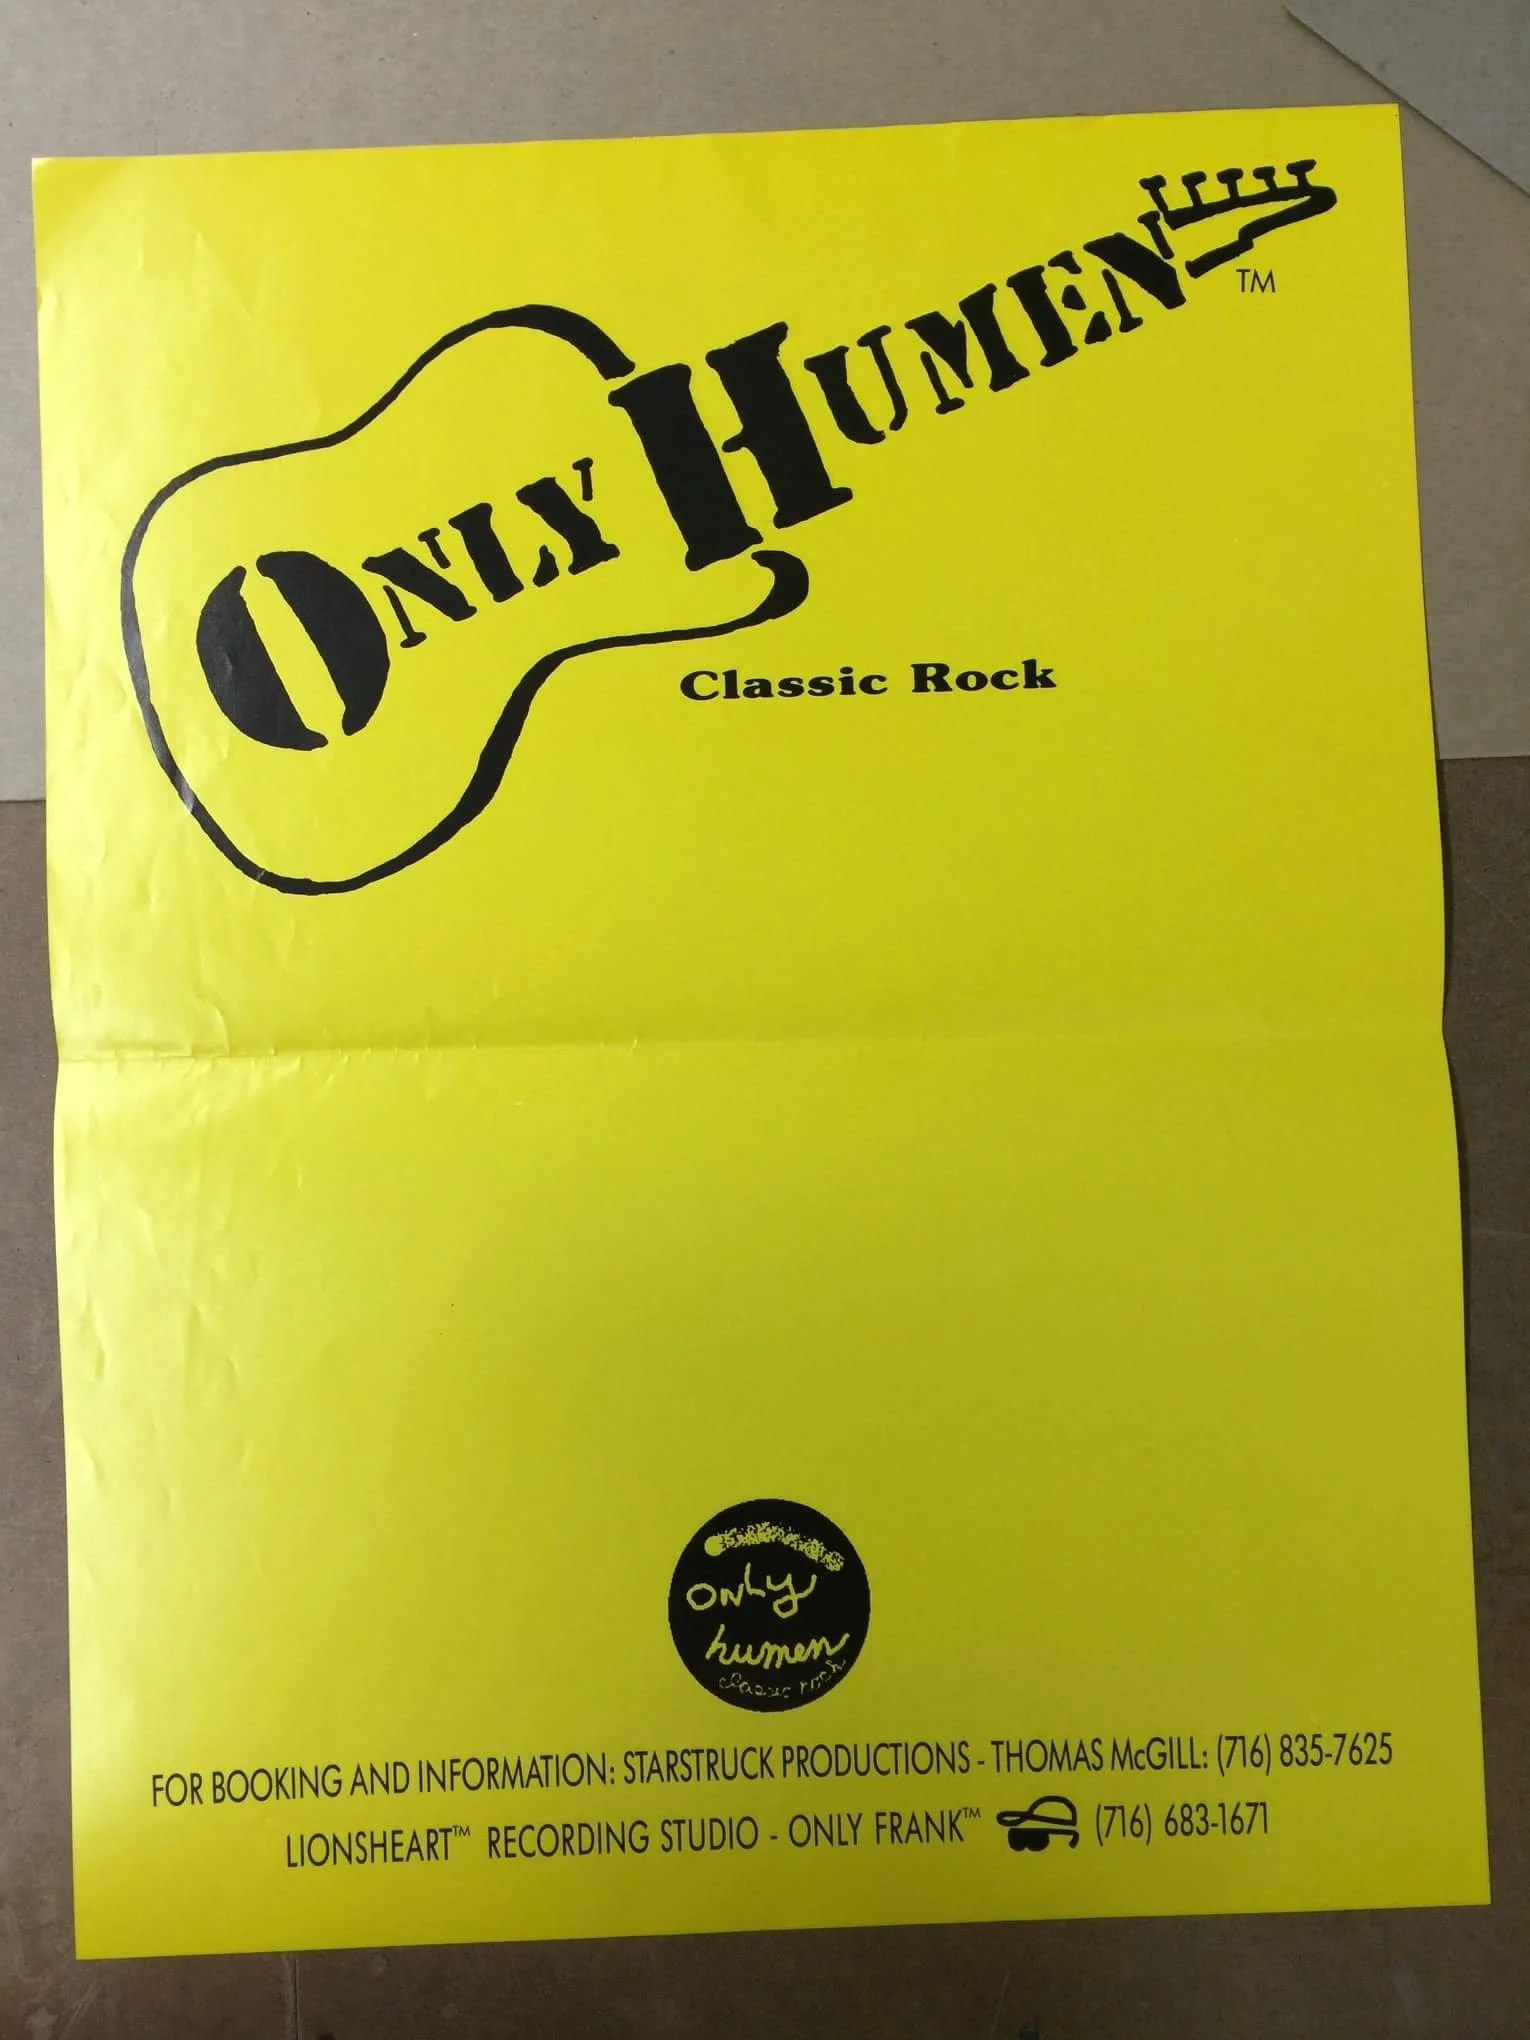 ONLY HUMEN TM
Classic Rock
only
humen
classic rock
FOR BOOKING AND INFORMATION: STARSTRUCK PRODUCTIONS - THOMAS McGILL: (716) 835-7625
LIONSHEART™ RECORDING STUDIO - ONLY FRANK™ (716) 683-1671